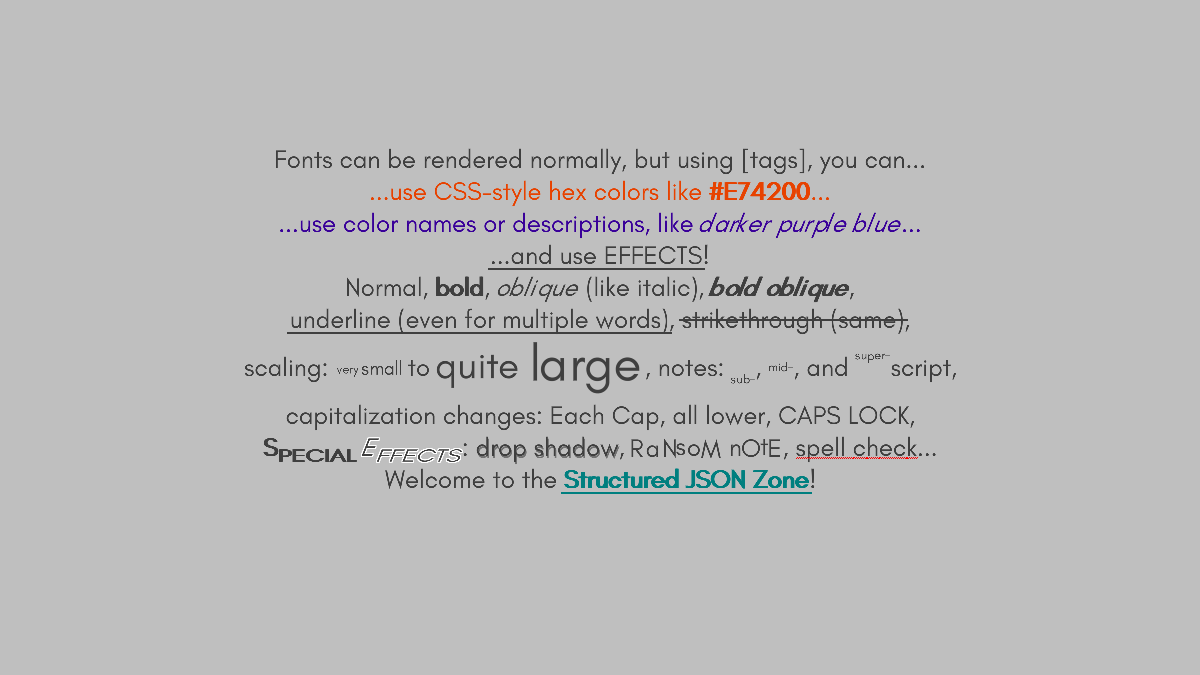 Fonts can be rendered normally, but using [tags], you can...
...use CSS-style hex colors like #E74200...
...use color names or descriptions, like darker purple blue...
...and use EFFECTS!
Normal, bold, oblique (like italic), bold oblique,
underline (even for multiple words), strikethrough (same),
scaling: very small to quite large, notes: sub-, mid-, and super-script,
capitalization changes: Each Cap, all lower, CAPS LOCK,
SPECIAL EFFECTS: drop shadow, RaNsoM nOtE, spell check...
Welcome to the Structured JSON Zone!